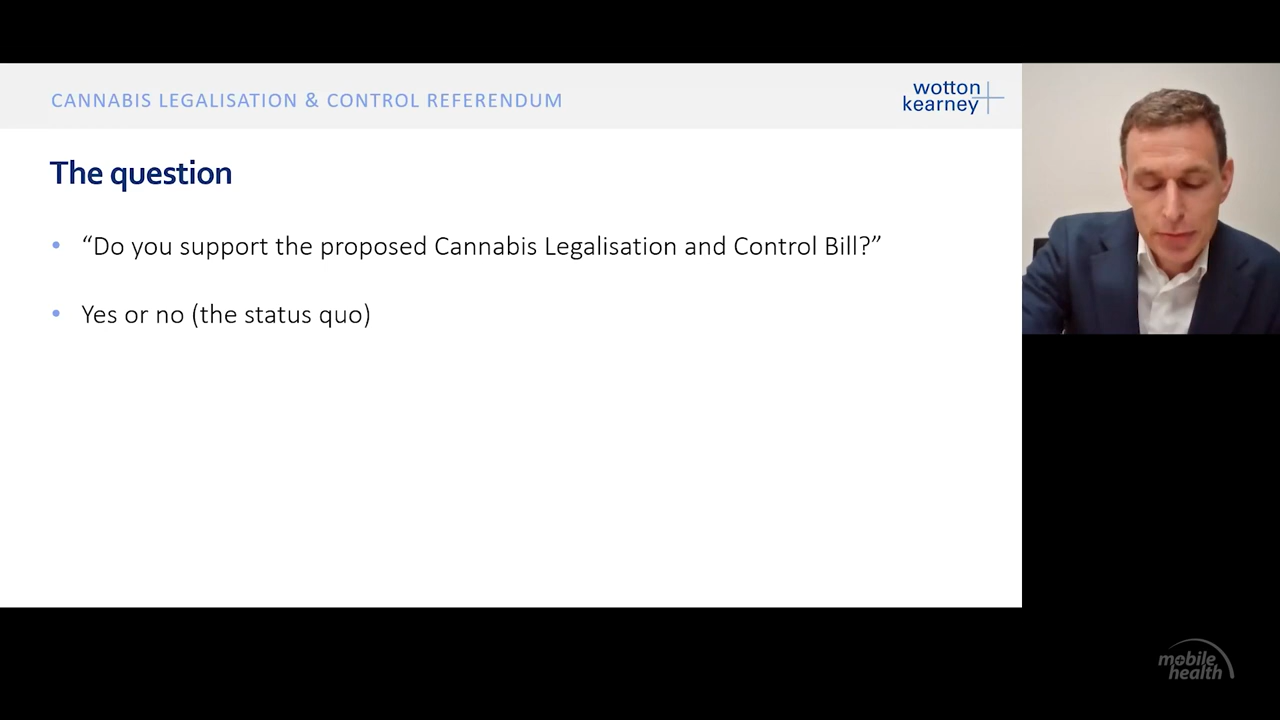 CANNABIS LEGALISATION & CONTROL REFERENDUM
wotton
kearney
The question
• “Do you support the proposed Cannabis Legalisation and Control Bill?”
• Yes or no (the status quo)
mobile
health